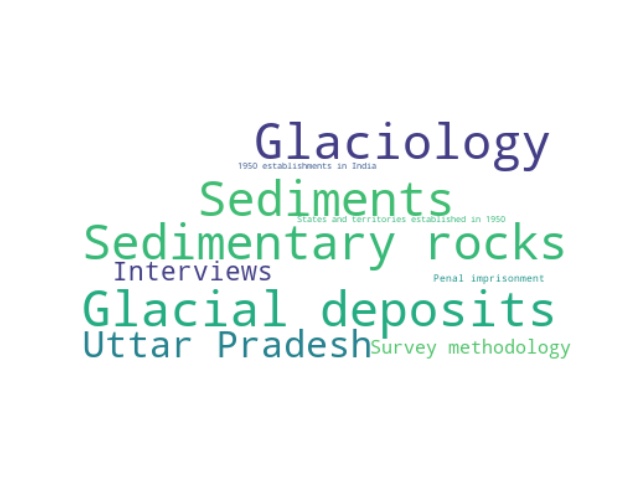 Glaciology
1950 establishments in India
Sediments
States and territories established in 1950
Sedimentary rocks
Interviews
Penal imprisonment
Glacial deposits
Uttar Pradesh
Survey methodology